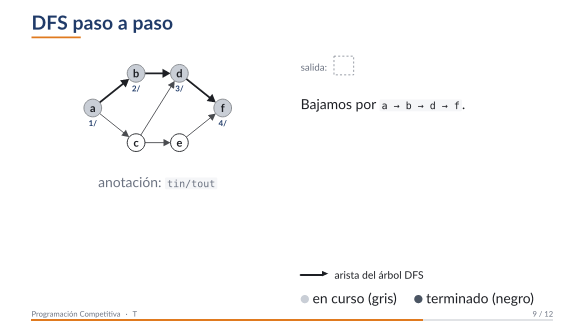 DFS paso a paso
b
d
2/
3/
a
f
1/
4/
c
e
anotación: tin/tout
salida:
Bajamos por a → b → d → f.
arista del árbol DFS
en curso (gris)
terminado (negro)
Programación Competitiva · T
9 / 12